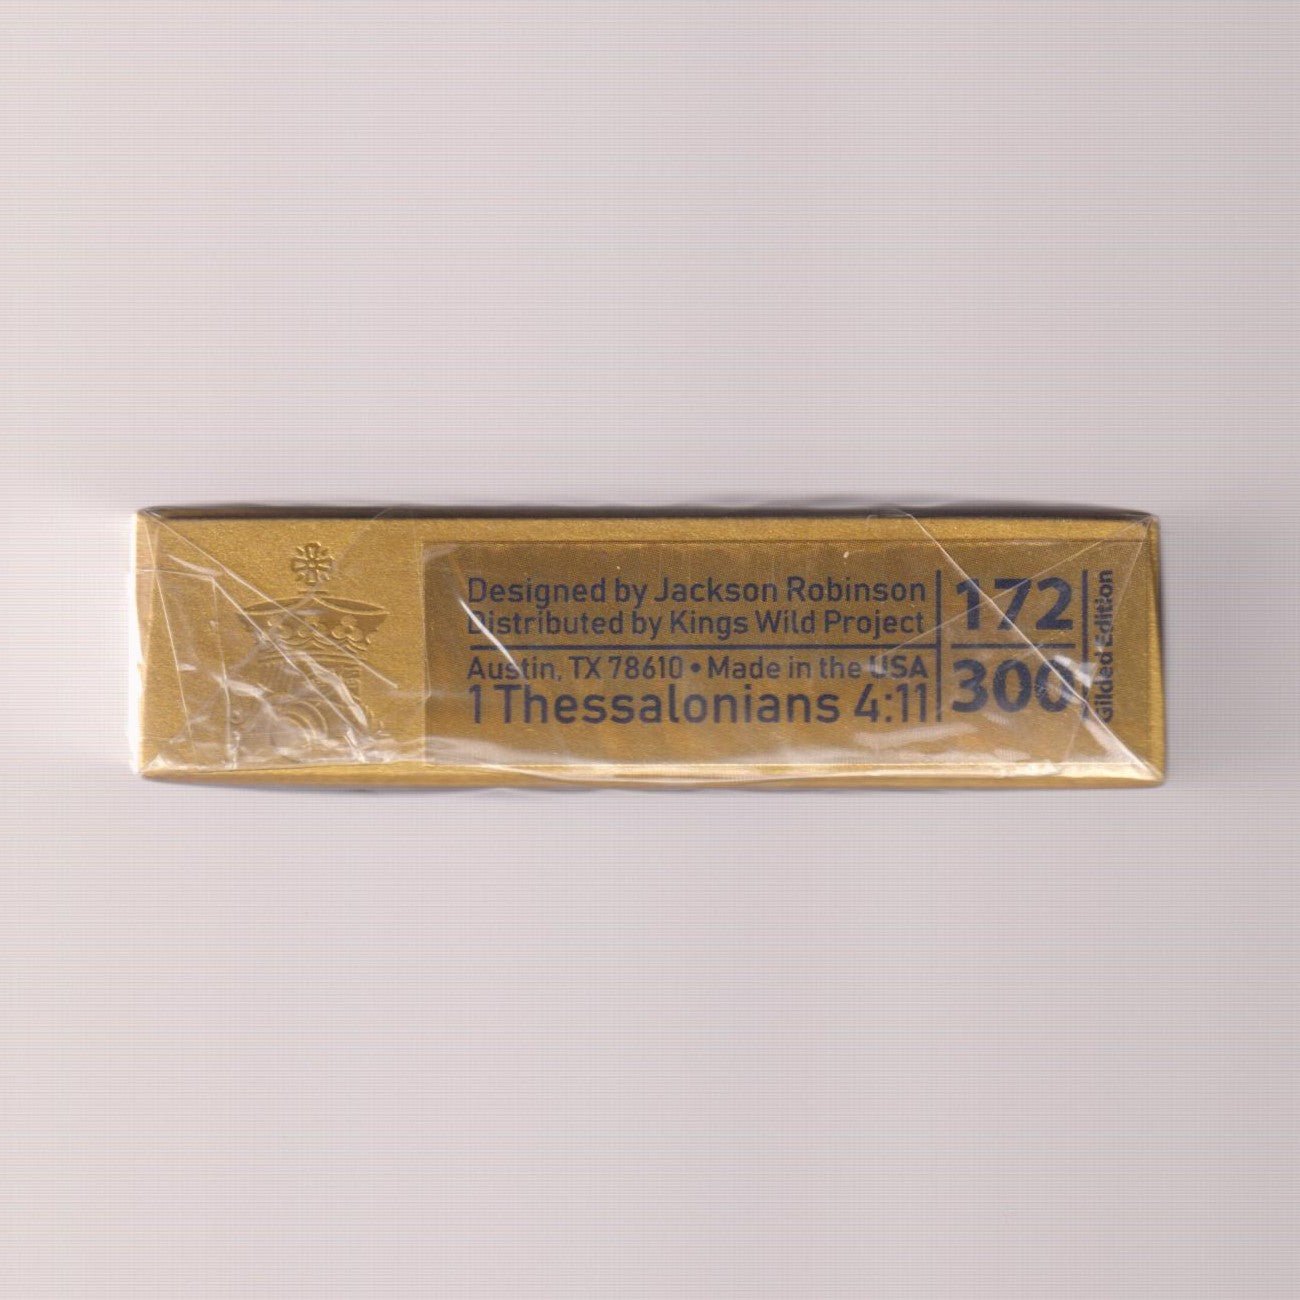 Designed by Jackson Robinson
Distributed by Kings Wild Project
Austin, TX 78610 • Made in the USA
1 Thessalonians 4:11
172
300
Gilded Edition